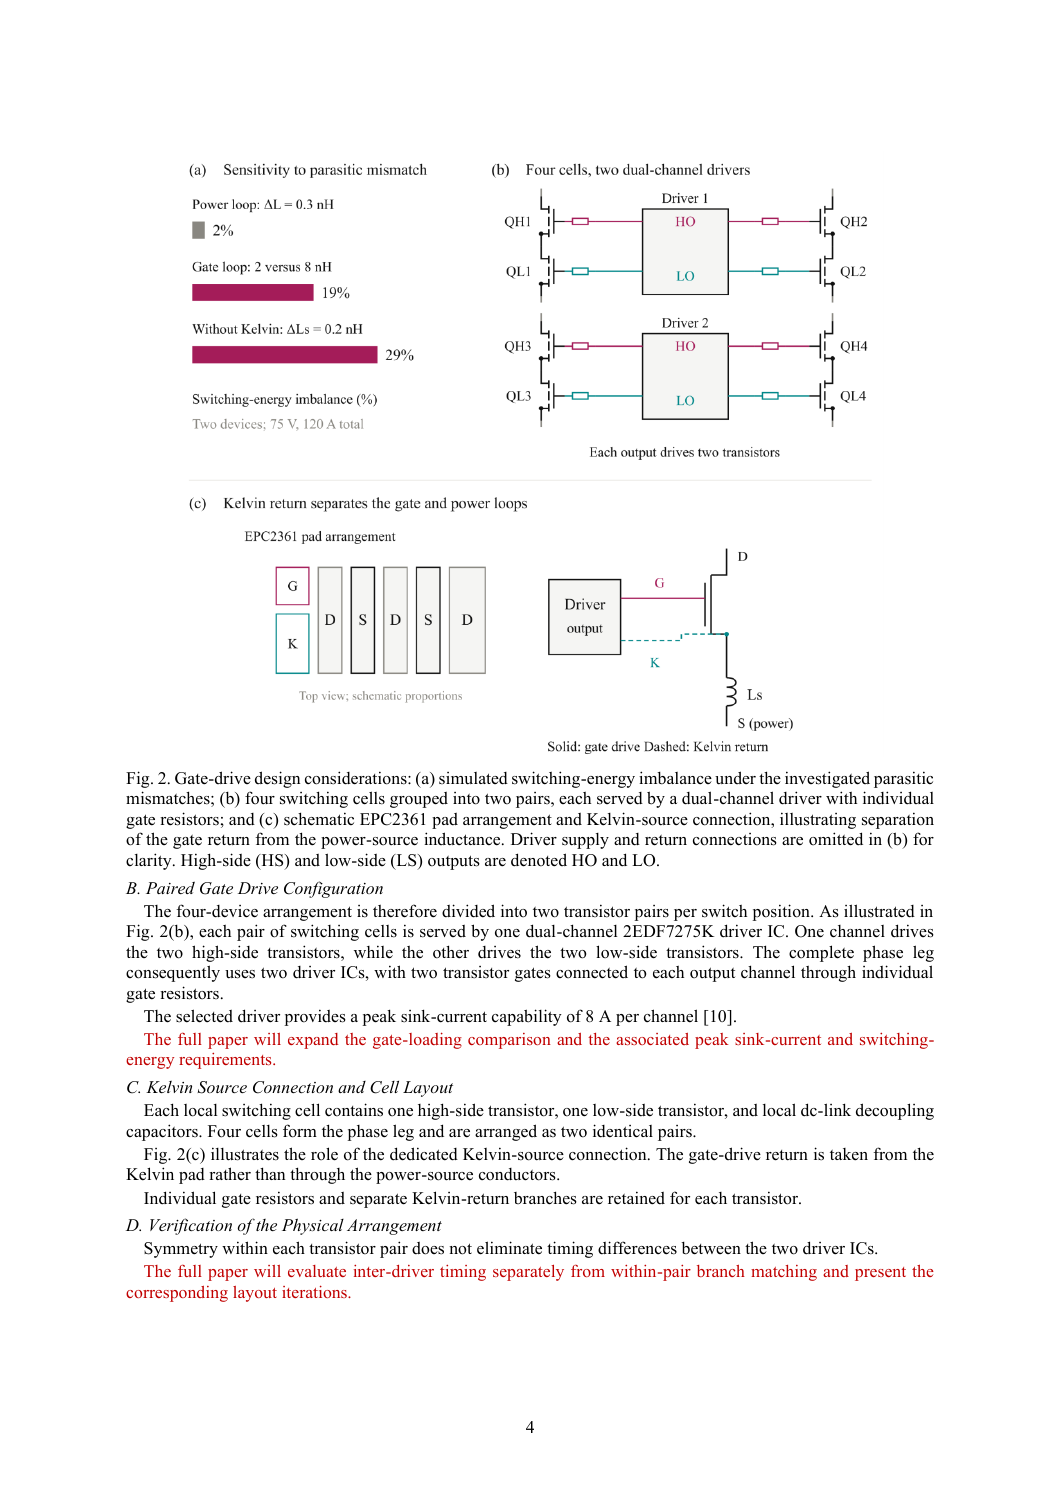 (a) Sensitivity to parasitic mismatch
Power loop: ΔL = 0.3 nH
2%
Gate loop: 2 versus 8 nH
19%
Without Kelvin: ΔLs = 0.2 nH
29%
Switching-energy imbalance (%)
Two devices; 75 V, 120 A total
(b) Four cells, two dual-channel drivers
Driver 1
QH1 HO QH2
QL1 LO QL2
Driver 2
QH3 HO QH4
QL3 LO QL4
Each output drives two transistors
(c) Kelvin return separates the gate and power loops
EPC2361 pad arrangement
G
K
D S D S D
Top view; schematic proportions
Driver
output
G
K
D
Ls
S (power)
Solid: gate drive Dashed: Kelvin return
Fig. 2. Gate-drive design considerations: (a) simulated switching-energy imbalance under the investigated parasitic
mismatches; (b) four switching cells grouped into two pairs, each served by a dual-channel driver with individual
gate resistors; and (c) schematic EPC2361 pad arrangement and Kelvin-source connection, illustrating separation
of the gate return from the power-source inductance. Driver supply and return connections are omitted in (b) for
clarity. High-side (HS) and low-side (LS) outputs are denoted HO and LO.
B. Paired Gate Drive Configuration
The four-device arrangement is therefore divided into two transistor pairs per switch position. As illustrated in
Fig. 2(b), each pair of switching cells is served by one dual-channel 2EDF7275K driver IC. One channel drives
the two high-side transistors, while the other drives the two low-side transistors. The complete phase leg
consequently uses two driver ICs, with two transistor gates connected to each output channel through individual
gate resistors.
The selected driver provides a peak sink-current capability of 8 A per channel [10].
The full paper will expand the gate-loading comparison and the associated peak sink-current and switching-
energy requirements.
C. Kelvin Source Connection and Cell Layout
Each local switching cell contains one high-side transistor, one low-side transistor, and local dc-link decoupling
capacitors. Four cells form the phase leg and are arranged as two identical pairs.
Fig. 2(c) illustrates the role of the dedicated Kelvin-source connection. The gate-drive return is taken from the
Kelvin pad rather than through the power-source conductors.
Individual gate resistors and separate Kelvin-return branches are retained for each transistor.
D. Verification of the Physical Arrangement
Symmetry within each transistor pair does not eliminate timing differences between the two driver ICs.
The full paper will evaluate inter-driver timing separately from within-pair branch matching and present the
corresponding layout iterations.
4